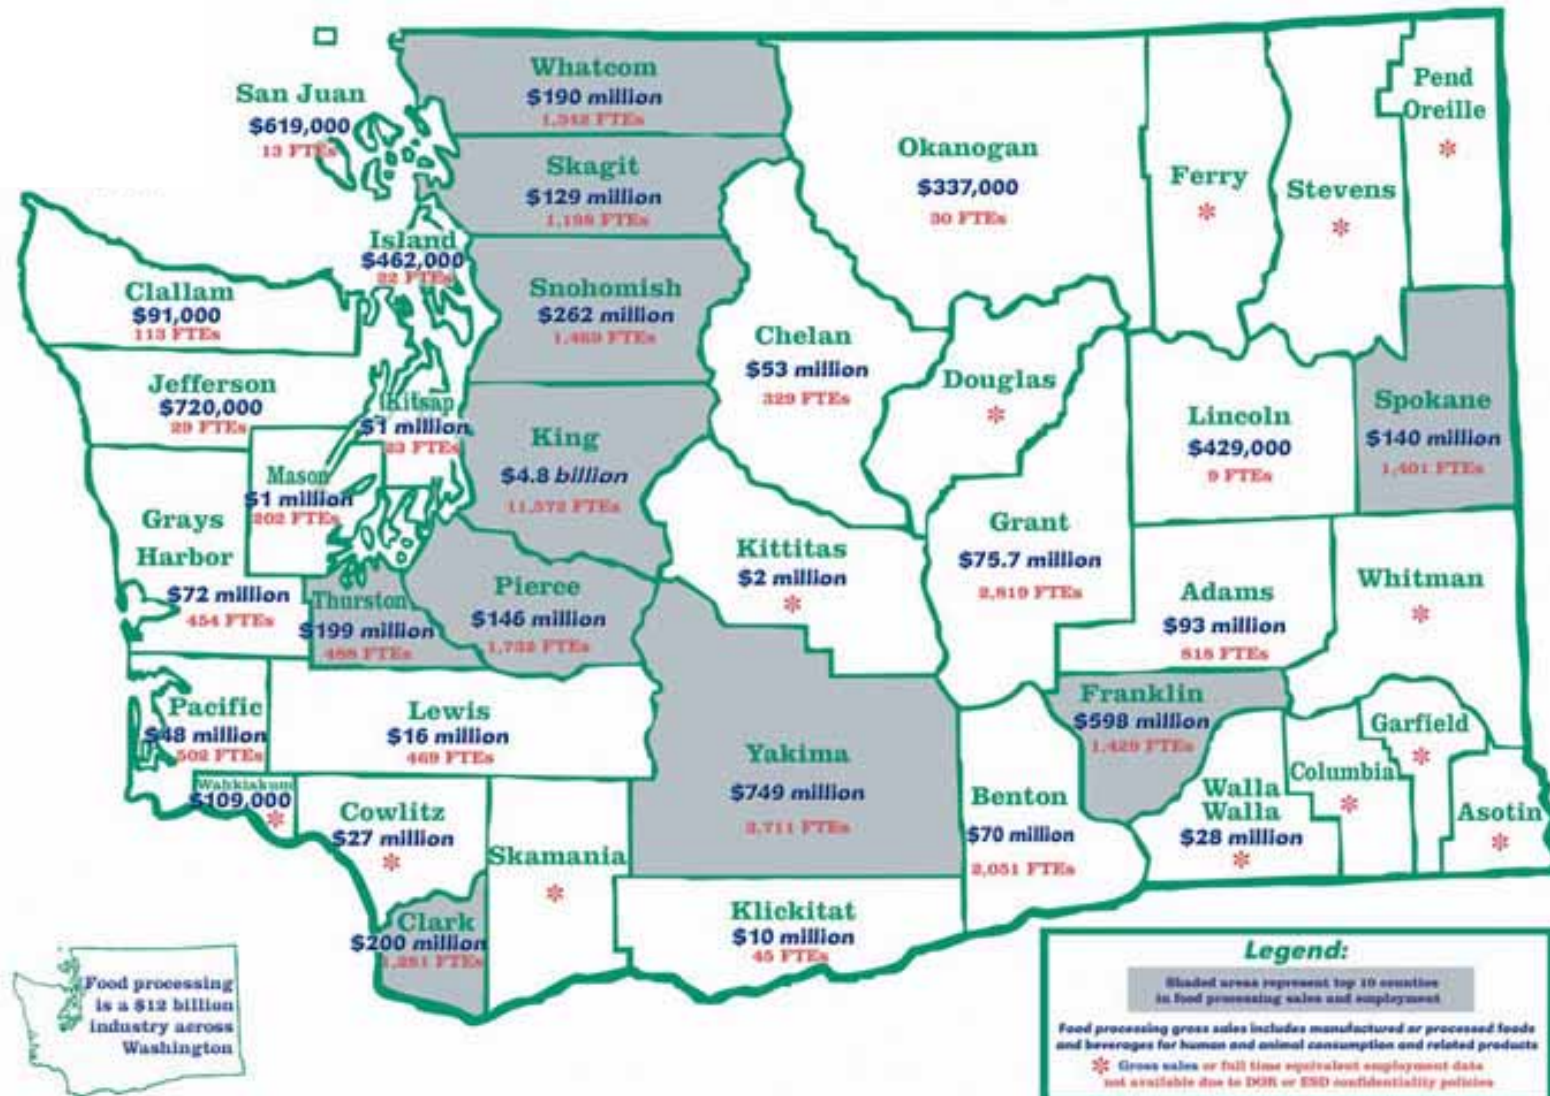 Whatcom
$190 million
1,342 FTEs
San Juan
$619,000
13 FTEs
Skagit
$129 million
1,198 FTEs
Island
$462,000
22 FTEs
Snohomish
$262 million
1,469 FTEs
Okanogan
$337,000
30 FTEs
Ferry
*
Stevens
*
Pend
Oreille
*
Clallam
$91,000
113 FTEs
Jefferson
$720,000
29 FTEs
Kitsap
$1 million
FTEs
Mason
$1 million
202 FTEs
King
$4.8 billion
11,572 FTEs
Chelan
$53 million
329 FTEs
Douglas
*
Lincoln
$429,000
9 FTEs
Spokane
$140 million
1,401 FTEs
Grays
Harbor
$72 million
454 FTEs
Thurston
$199 million
FTEs
Pierce
$146 million
1,732 FTEs
Kittitas
$2 million
*
Grant
$75.7 million
2,819 FTEs
Adams
$93 million
818 FTEs
Whitman
*
Pacific
$48 million
502 FTEs
Lewis
$16 million
469 FTEs
Yakima
$749 million
FTEs
Franklin
$598 million
1,429 FTEs
Garfield
*
Columbia
*
Asotin
*
Walla
Walla
$28 million
*
Benton
$70 million
2,051 FTEs
Wahkiakum
$109,000
*
Cowlitz
$27 million
*
Skamania
*
Clark
$200 million
FTEs
Klickitat
$10 million
45 FTEs
Food processing
is a $12 billion
industry across
Washington
Legend:
Shaded areas represent top 10 counties
in food processing sales and employment
Food processing gross sales includes manufactured or processed foods
and beverages for human and animal consumption and related products
* Gross sales or full time equivalent employment data
not available due to DOR or ESD confidentiality policies